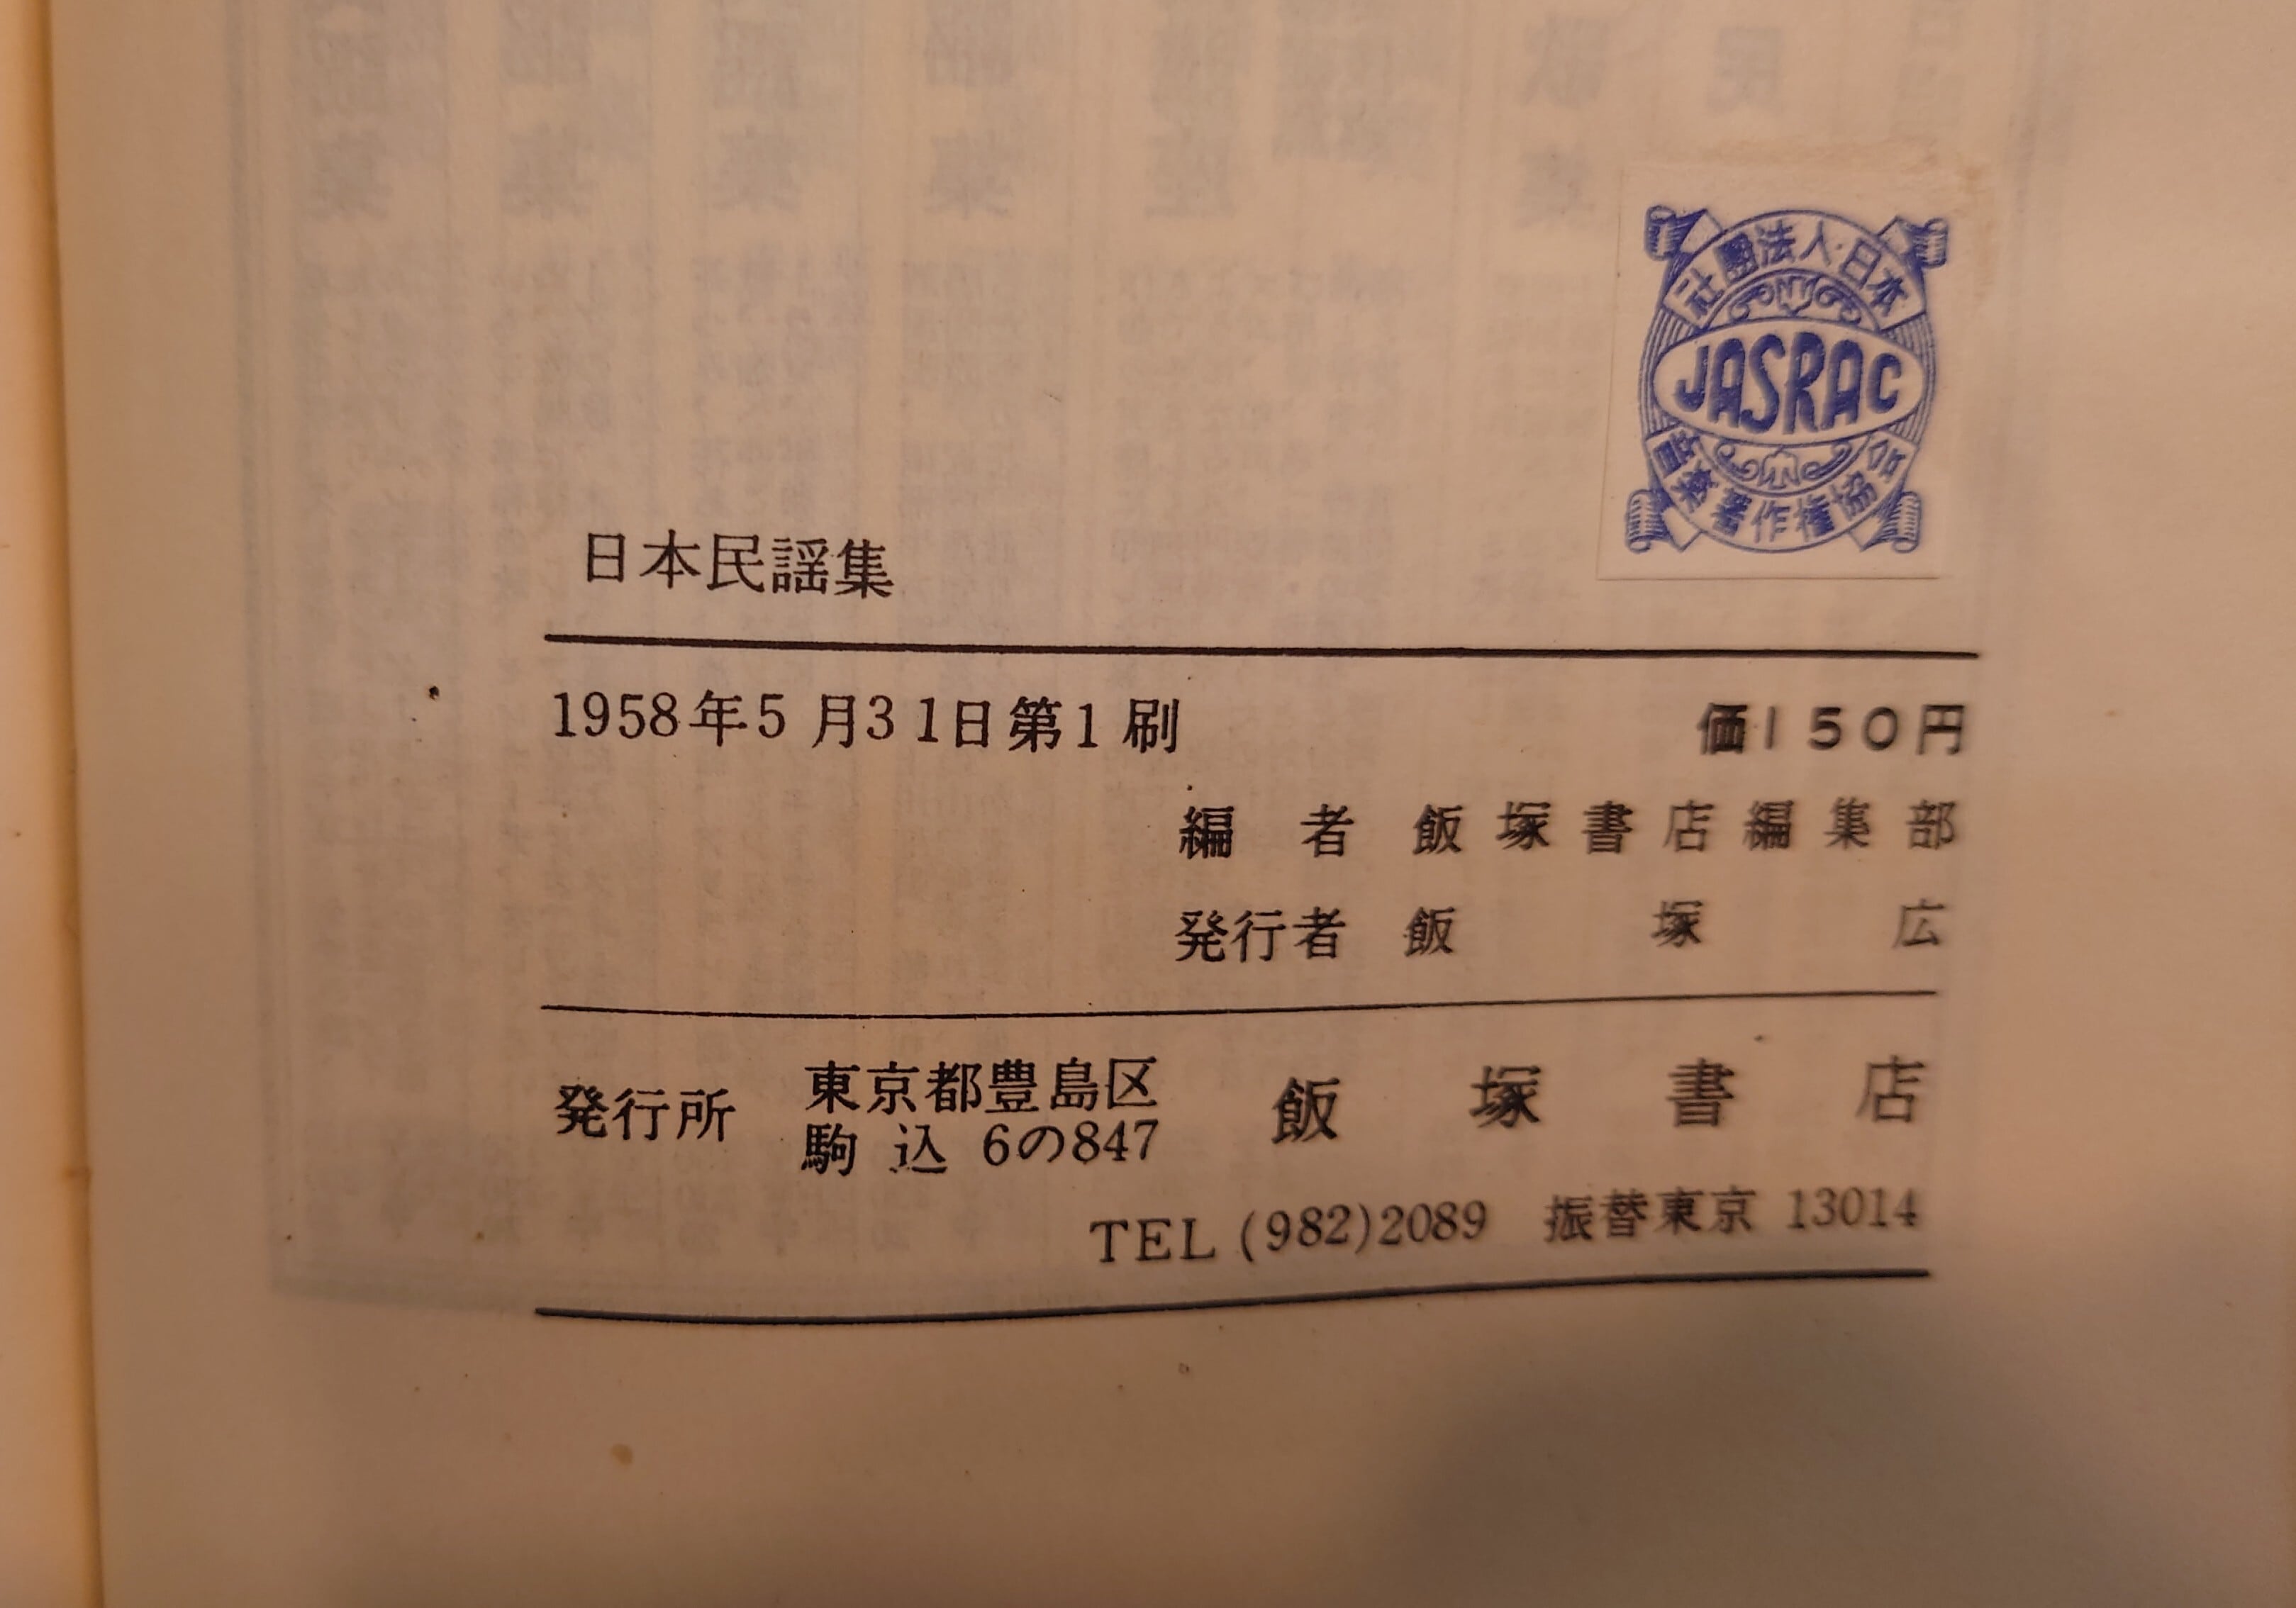 社團法人・日本
JASRAC
音楽著作権協会
日本民謡集
1958年5月31日第1刷 価150円
編者 飯塚書店編集部
発行者 飯塚広
発行所 東京都豊島区 飯塚書店
駒込 6の847
TEL (982)2089 振替東京 13014